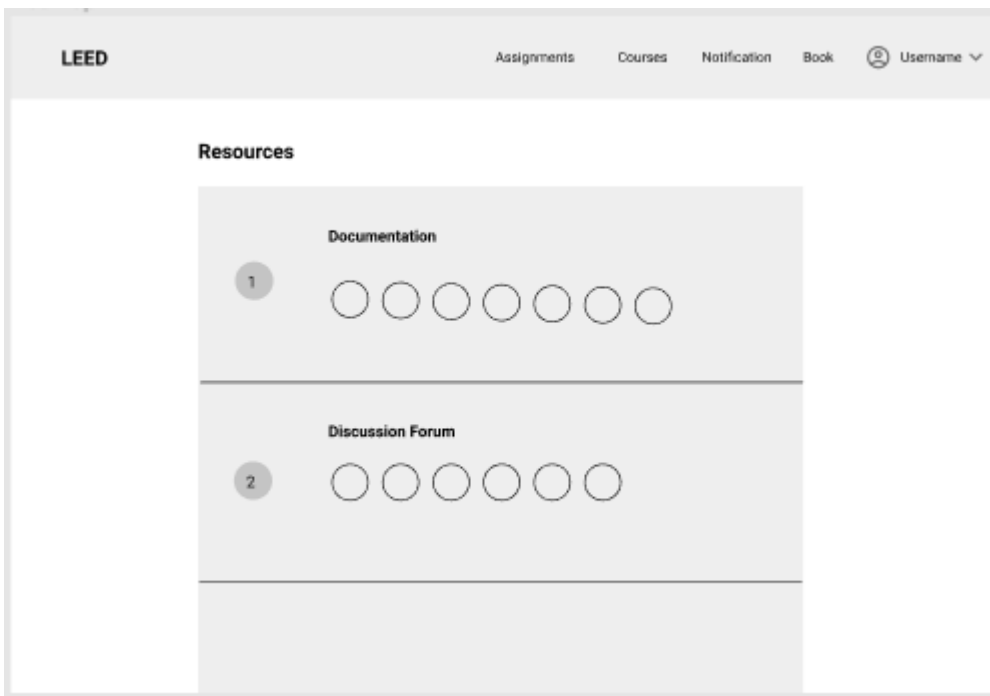 LEED
Assignments Courses Notification Book Username
Resources
Documentation
1
Discussion Forum
2